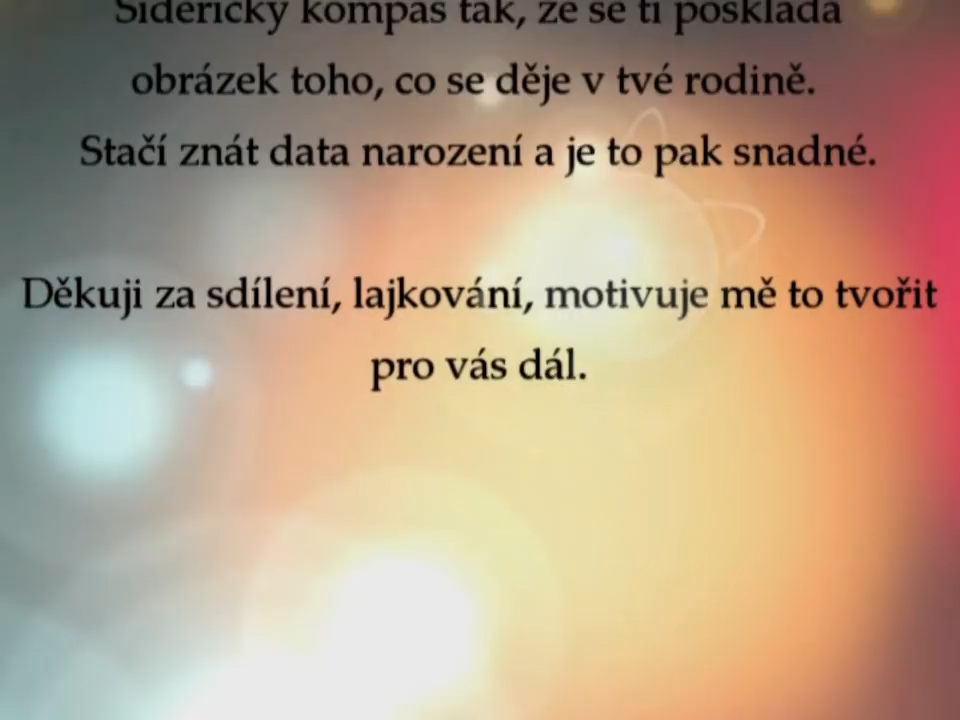 Siderický kompas tak, že se ti poskládá
obrázek toho, co se děje v tvé rodině.
Stačí znát data narození a je to pak snadné.
Děkuji za sdílení, lajkování, motivuje mě to tvořit
pro vás dál.